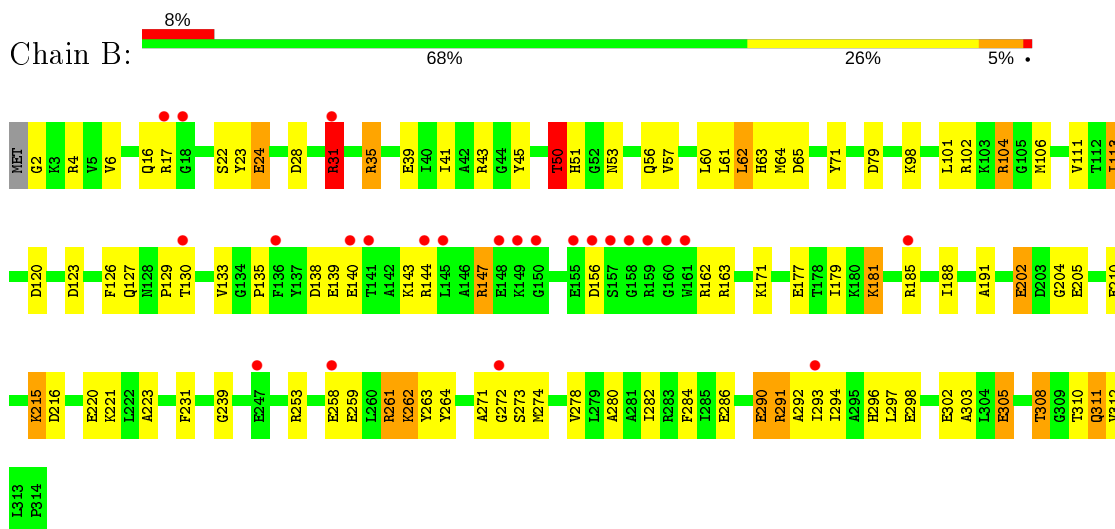 8%
Chain B:
68% 26% 5% •
MET G2 K3 R4 V5 V6 Q16 R17 G18 S22 Y23 E24 D28 R31 R35 E39 I40 I41 A42 R43 G44 Y45 T50 H51 G52 N53 Q56 V57 L60 L61 L62 H63 M64 D65 Y71 D79 K98 L101 R102 K103 R104 G105 M106 V111 T112 I113
D120 D123 F126 Q127 N128 P129 T130 V133 G134 P135 F136 Y137 D138 E139 E140 T141 A142 K143 R144 L145 A146 R147 E148 K149 G150 E155 D156 S157 G158 R159 G160 W161 R162 R163 K171 E177 T178 I179 K180 K181 R185 I188 A191 E202 D203 G204 E205
K215 D216 E220 K221 L222 A223 F231 G239 E247 R253 E258 E259 L260 R261 K262 Y263 Y264 A271 G272 S273 M274 V278 L279 A280 A281 I282 R283 F284 I285 E286 E290 R291 A292 I293 I294 A295 H296 L297 E298 E302 A303 L304 E305 T308 G309 T310 Q311 V312
L313 P314